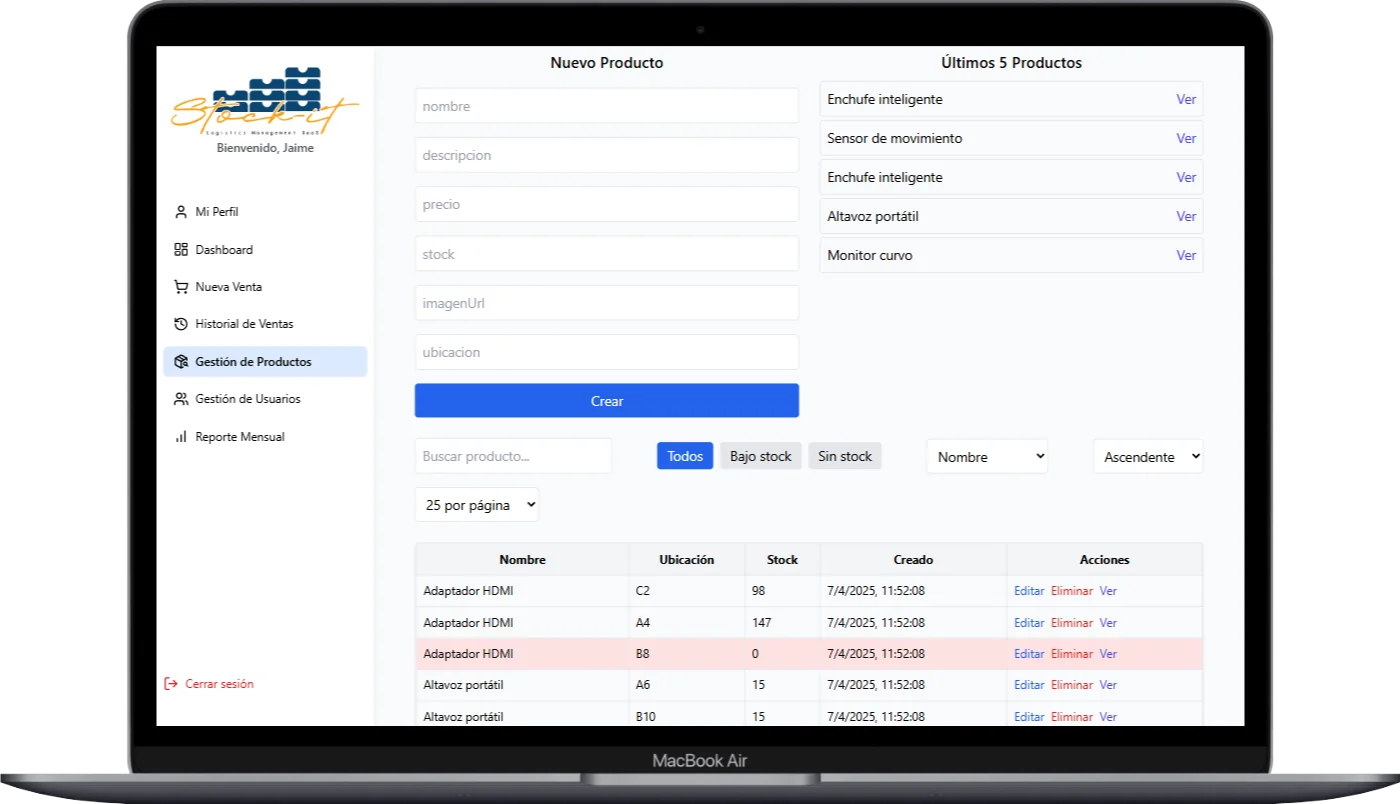 Stock-it
Logistics Management SaaS
Bienvenido, Jaime
Mi Perfil
Dashboard
Nueva Venta
Historial de Ventas
Gestión de Productos
Gestión de Usuarios
Reporte Mensual
Cerrar sesión
Nuevo Producto
nombre
descripcion
precio
stock
imagenUrl
ubicacion
Crear
Últimos 5 Productos
Enchufe inteligente Ver
Sensor de movimiento Ver
Enchufe inteligente Ver
Altavoz portátil Ver
Monitor curvo Ver
Buscar producto... Todos Bajo stock Sin stock Nombre Ascendente
25 por página
Nombre Ubicación Stock Creado Acciones
Adaptador HDMI C2 98 7/4/2025, 11:52:08 Editar Eliminar Ver
Adaptador HDMI A4 147 7/4/2025, 11:52:08 Editar Eliminar Ver
Adaptador HDMI B8 0 7/4/2025, 11:52:08 Editar Eliminar Ver
Altavoz portátil A6 15 7/4/2025, 11:52:08 Editar Eliminar Ver
Altavoz portátil B10 15 7/4/2025, 11:52:08 Editar Eliminar Ver
MacBook Air